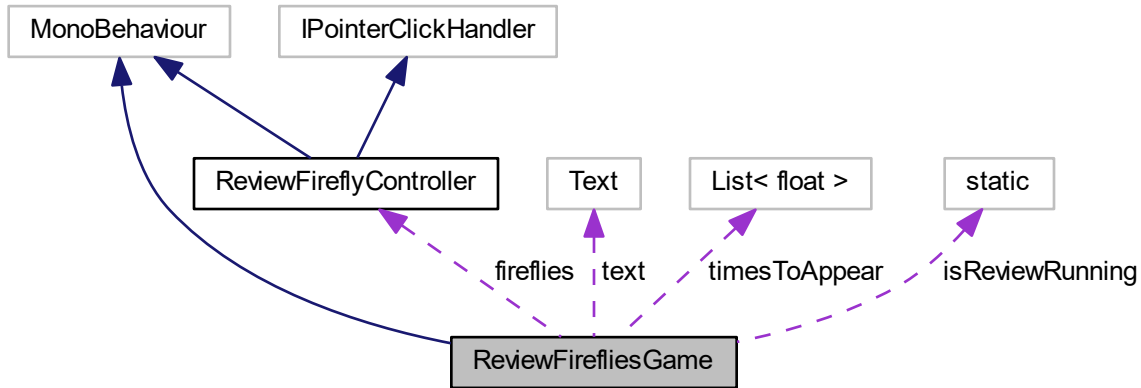 MonoBehaviour
IPointerClickHandler
ReviewFireflyController
Text
List< float >
static
fireflies
text
timesToAppear
isReviewRunning
ReviewFirefliesGame